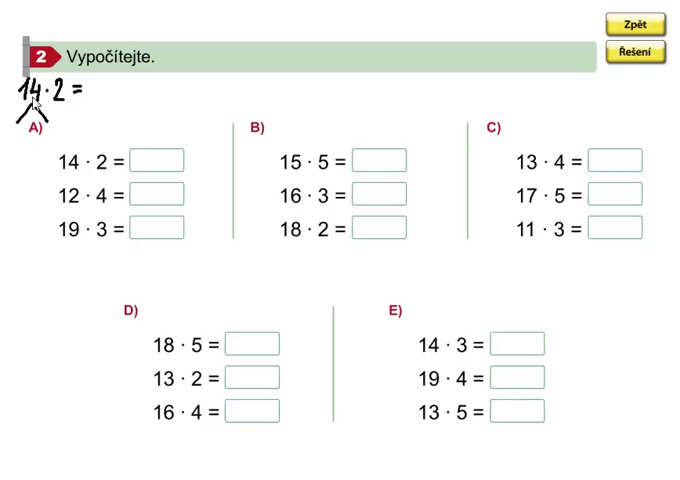 Zpět
Řešení
2 Vypočítejte.
14 · 2 =
A)
14 · 2 =
12 · 4 =
19 · 3 =
B)
15 · 5 =
16 · 3 =
18 · 2 =
C)
13 · 4 =
17 · 5 =
11 · 3 =
D)
18 · 5 =
13 · 2 =
16 · 4 =
E)
14 · 3 =
19 · 4 =
13 · 5 =